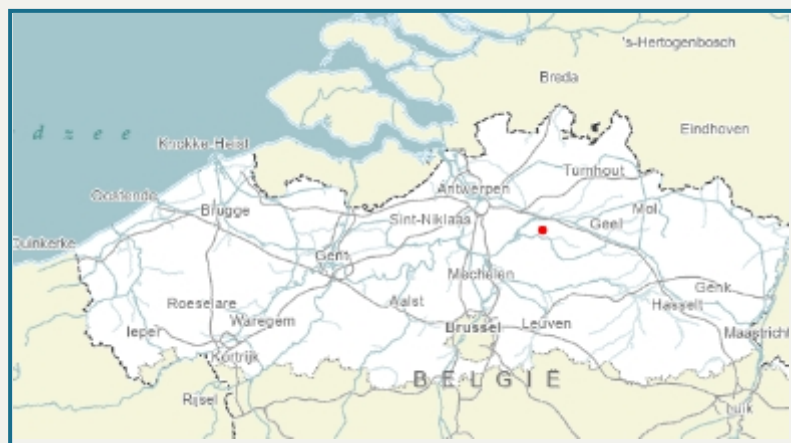 's-Hertogenbosch
Breda
d z e e
Eindhoven
Knokke-Heist
Turnhout
Antwerpen
Oostende
Mol
Brugge
Sint-Niklaas
Geel
Duinkerke
Gent
Mechelen
Genk
Roeselare
Aalst
Hasselt
Ieper
Waregem
Brussel
Leuven
Maastricht
Kortrijk
BELGIË
Rijsel
Luik